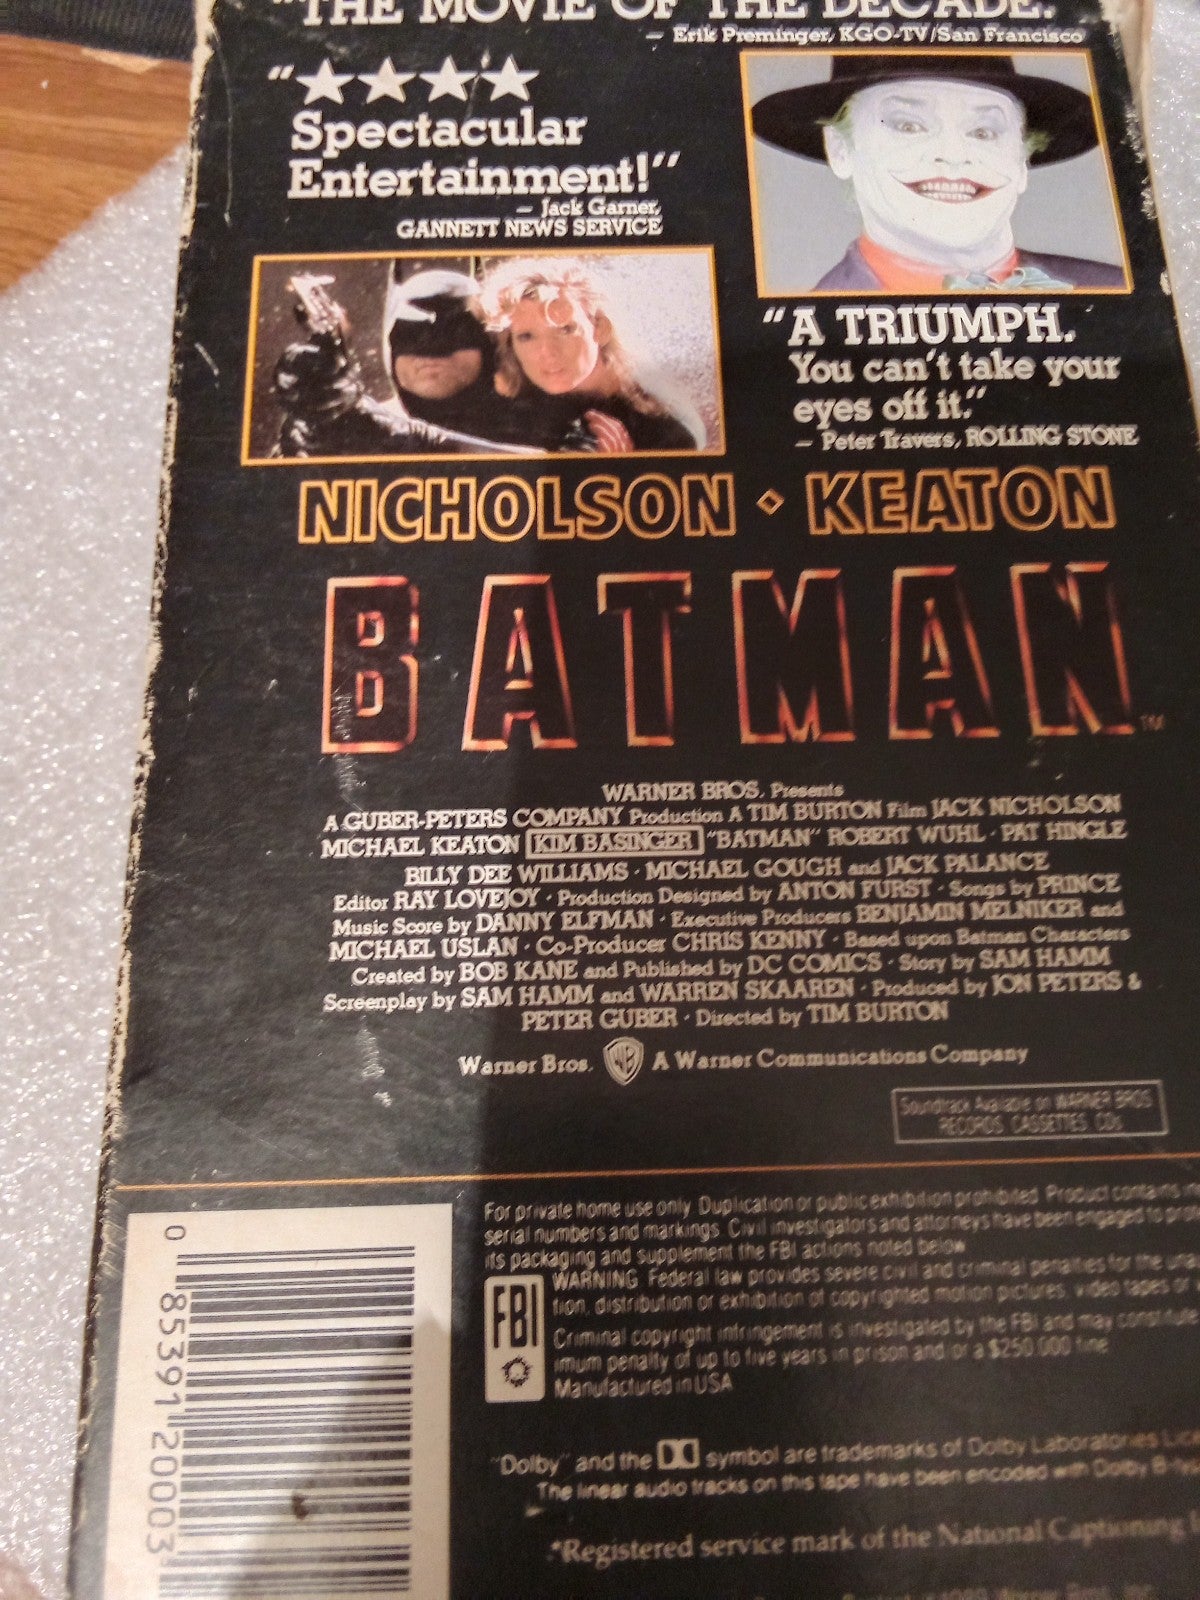 "THE MOVIE OF THE DECADE."
— Erik Preminger, KGO-TV/San Francisco
"★★★★
Spectacular
Entertainment!"
— Jack Garner,
GANNETT NEWS SERVICE
"A TRIUMPH.
You can't take your
eyes off it."
— Peter Travers, ROLLING STONE
NICHOLSON · KEATON
BATMAN™
WARNER BROS. Presents
A GUBER-PETERS COMPANY Production A TIM BURTON Film JACK NICHOLSON
MICHAEL KEATON KIM BASINGER "BATMAN" ROBERT WUHL · PAT HINGLE
BILLY DEE WILLIAMS · MICHAEL GOUGH and JACK PALANCE
Editor RAY LOVEJOY · Production Designed by ANTON FURST · Songs by PRINCE
Music Score by DANNY ELFMAN · Executive Producers BENJAMIN MELNIKER and
MICHAEL USLAN · Co-Producer CHRIS KENNY · Based upon Batman Characters
Created by BOB KANE and Published by DC COMICS · Story by SAM HAMM
Screenplay by SAM HAMM and WARREN SKAAREN · Produced by JON PETERS &
PETER GUBER · Directed by TIM BURTON
Warner Bros. WB A Warner Communications Company
Soundtrack Available on WARNER BROS.
RECORDS, CASSETTES, CDs
For private home use only. Duplication or public exhibition prohibited. Product contains
serial numbers and markings. Civil investigators and attorneys have been engaged to
its packaging and supplement the FBI actions noted below
FBI
WARNING: Federal law provides severe civil and criminal penalties for the
tion, distribution or exhibition of copyrighted motion pictures, video tapes or
Criminal copyright infringement is investigated by the FBI and may
imum penalty of up to five years in prison and or a $250,000 fine
Manufactured in USA
"Dolby" and the DD symbol are trademarks of Dolby Laboratories
The linear audio tracks on this tape have been encoded with Dolby
*Registered service mark of the National Captioning
0 85391 20003